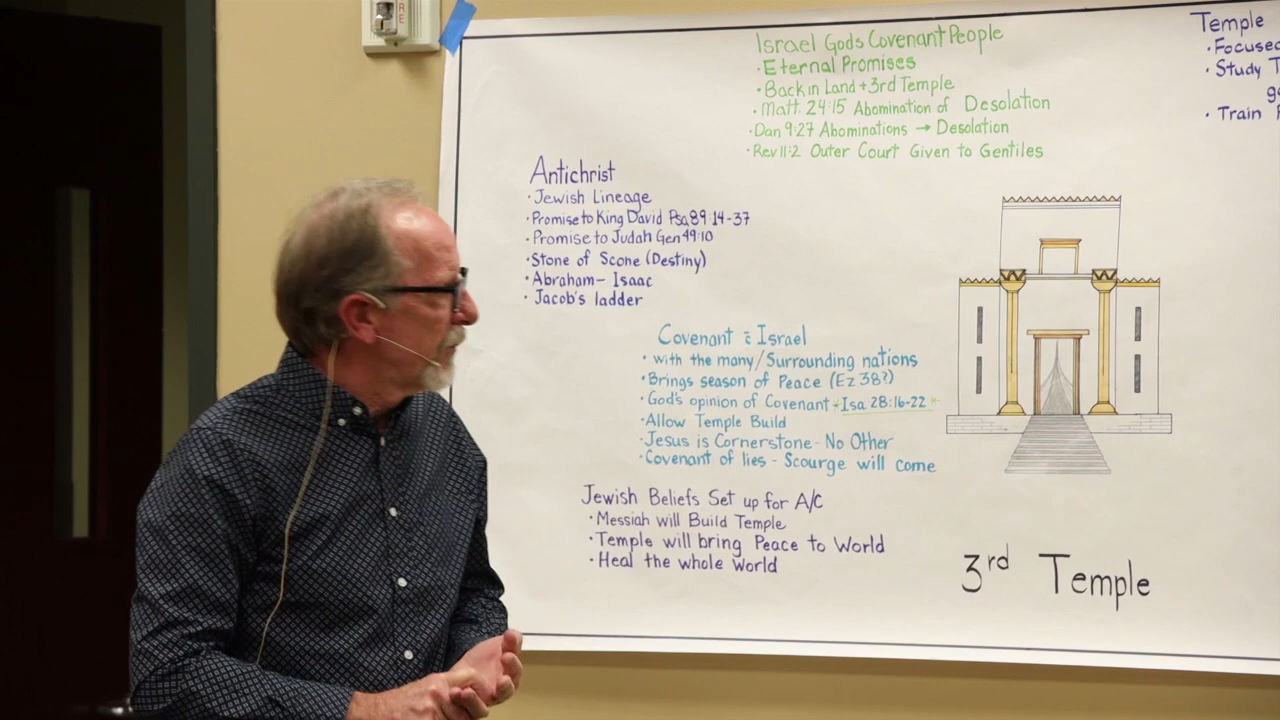 RE
Israel Gods Covenant People
· Eternal Promises
· Back in Land + 3rd Temple
· Matt. 24:15 Abomination of Desolation
· Dan 9:27 Abominations → Desolation
· Rev 11:2 Outer Court Given to Gentiles
Temple
· Focused
· Study T
· Train
Antichrist
· Jewish Lineage
· Promise to King David Psa 89:14-37
· Promise to Judah Gen 49:10
· Stone of Scone (Destiny)
· Abraham - Isaac
· Jacob's ladder
Covenant c̄ Israel
· with the many/Surrounding nations
· Brings season of Peace (Ez 38?)
· God's opinion of Covenant - Isa 28:16-22
· Allow Temple Build
· Jesus is Cornerstone - No Other
· Covenant of lies - Scourge will come
Jewish Beliefs Set up for A/C
· Messiah will Build Temple
· Temple will bring Peace to World
· Heal the whole World
3rd Temple